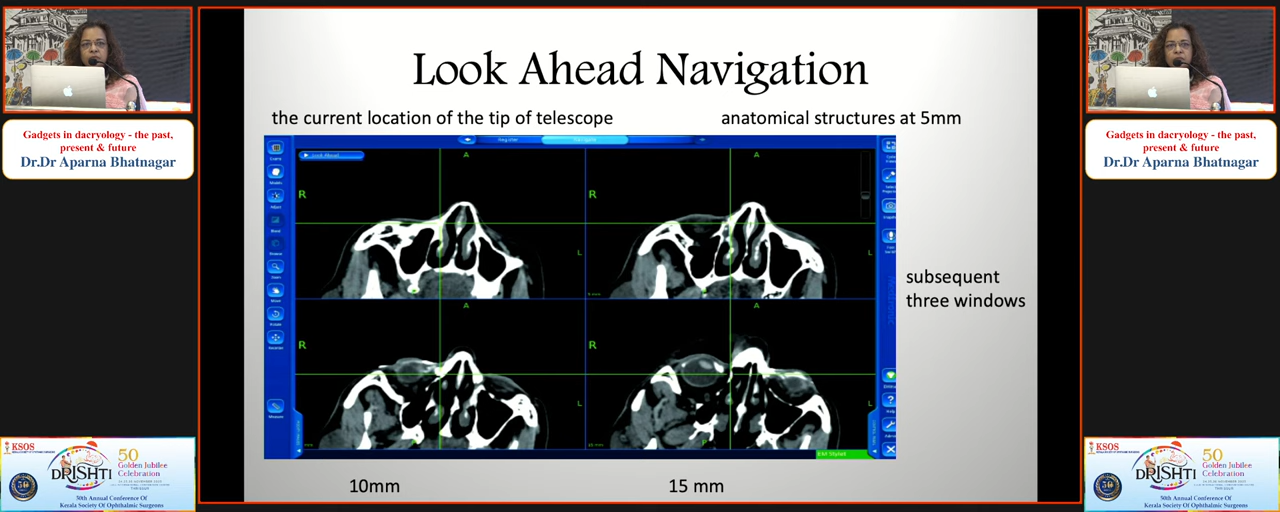 Look Ahead Navigation
the current location of the tip of telescope
anatomical structures at 5mm
Look Ahead
A
A
R
R
L
L
A
A
R
R
L
L
subsequent
three windows
10mm
15 mm
Gadgets in dacryology - the past,
present & future
Dr.Dr Aparna Bhatnagar
KSOS
50
Golden Jubilee
Celebration
DRISHTI
50th Annual Conference Of
Kerala Society Of Ophthalmic Surgeons
Gadgets in dacryology - the past,
present & future
Dr.Dr Aparna Bhatnagar
KSOS
50
Golden Jubilee
Celebration
DRISHTI
50th Annual Conference Of
Kerala Society Of Ophthalmic Surgeons